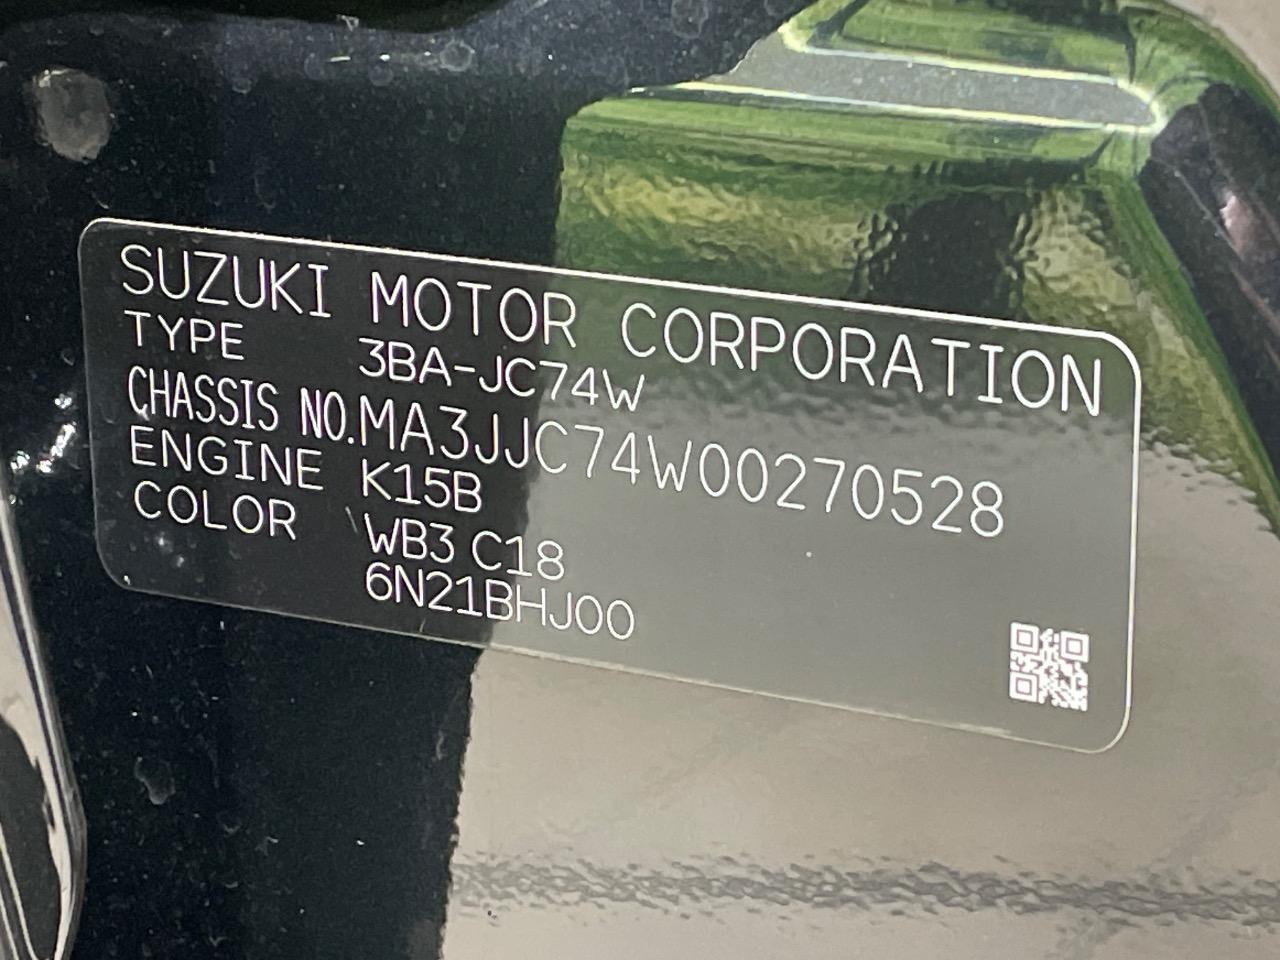 SUZUKI MOTOR CORPORATION
TYPE 3BA-JC74W
CHASSIS NO.MA3JJC74W00270528
ENGINE K15B
COLOR WB3 C18
6N21BHJ00